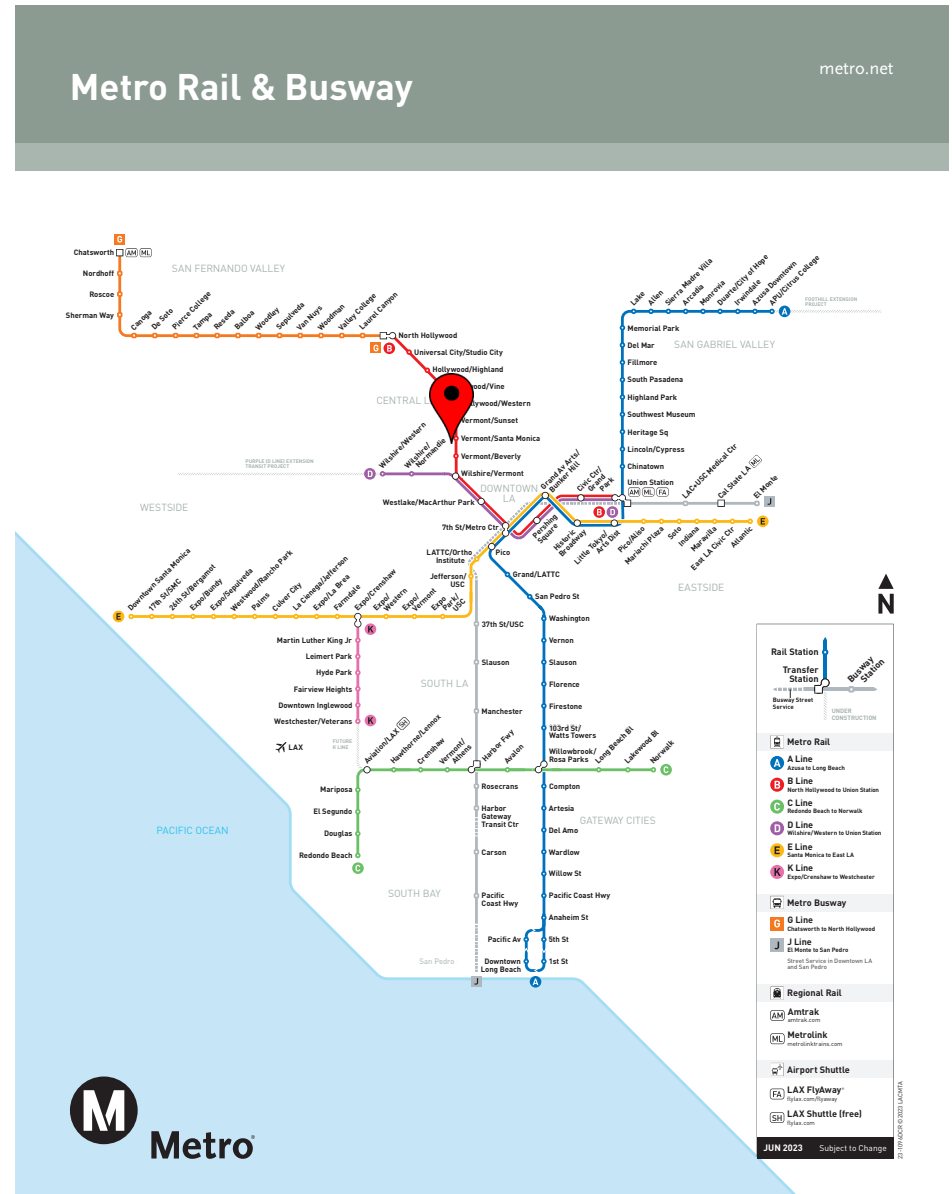 Metro Rail & Busway
metro.net
G
Chatsworth
AM
ML
Nordhoff
Roscoe
Sherman Way
SAN FERNANDO VALLEY
Canoga
De Soto
Pierce College
Tampa
Reseda
Balboa
Woodley
Sepulveda
Van Nuys
Woodman
Valley College
Laurel Canyon
North Hollywood
G
B
Universal City/Studio City
Hollywood/Highland
ood/Vine
llywood/Western
CENTRAL L
Vermont/Sunset
Vermont/Santa Monica
Vermont/Beverly
Wilshire/Vermont
Wilshire/Western
Wilshire/
Normandie
D
PURPLE (D LINE) EXTENSION
TRANSIT PROJECT
WESTSIDE
Westlake/MacArthur Park
7th St/Metro Ctr
DOWNTOWN
LA
Grand Av Arts/
Bunker Hill
Civic Ctr/
Grand
Park
Pershing
Square
Historic
Broadway
Little Tokyo/
Arts Dist
B
D
Lake
Allen
Sierra Madre Villa
Arcadia
Monrovia
Duarte/City of Hope
Irwindale
Azusa Downtown
APU/Citrus College
A
FOOTHILL EXTENSION
PROJECT
Memorial Park
Del Mar
SAN GABRIEL VALLEY
Fillmore
South Pasadena
Highland Park
Southwest Museum
Heritage Sq
Lincoln/Cypress
Chinatown
Union Station
AM
ML
FA
LAC+USC Medical Ctr
Cal State LA
ML
El Monte
J
Pico/Aliso
Mariachi Plaza
Soto
Indiana
Maravilla
East LA Civic Ctr
Atlantic
E
EASTSIDE
Pico
LATTC/Ortho
Institute
Jefferson/
USC
Grand/LATTC
San Pedro St
Washington
Vernon
Slauson
Florence
Firestone
103rd St/
Watts Towers
Willowbrook/
Rosa Parks
E
Downtown Santa Monica
17th St/SMC
26th St/Bergamot
Expo/Bundy
Expo/Sepulveda
Westwood/Rancho Park
Palms
Culver City
La Cienega/Jefferson
Expo/La Brea
Farmdale
Expo/Crenshaw
Expo/
Western
Expo/
Vermont
Expo
Park/
USC
K
Martin Luther King Jr
Leimert Park
Hyde Park
Fairview Heights
Downtown Inglewood
Westchester/Veterans
K
37th St/USC
Slauson
SOUTH LA
Manchester
LAX
FUTURE
K LINE
Aviation/LAX
SH
Hawthorne/Lennox
Crenshaw
Vermont/
Athens
Harbor Fwy
Avalon
Long Beach Bl
Lakewood Bl
Norwalk
C
Mariposa
El Segundo
Douglas
Redondo Beach
C
Rosecrans
Harbor
Gateway
Transit Ctr
Carson
Pacific
Coast Hwy
Compton
Artesia
Del Amo
Wardlow
Willow St
Pacific Coast Hwy
Anaheim St
5th St
1st St
Pacific Av
Downtown
Long Beach
GATEWAY CITIES
SOUTH BAY
San Pedro
J
A
PACIFIC OCEAN
N
Rail Station
Transfer
Station
Busway
Station
Busway Street
Service
UNDER
CONSTRUCTION
Metro Rail
A
A Line
Azusa to Long Beach
B
B Line
North Hollywood to Union Station
C
C Line
Redondo Beach to Norwalk
D
D Line
Wilshire/Western to Union Station
E
E Line
Santa Monica to East LA
K
K Line
Expo/Crenshaw to Westchester
Metro Busway
G
G Line
Chatsworth to North Hollywood
J
J Line
El Monte to San Pedro
Street Service in Downtown LA
and San Pedro
Regional Rail
AM
Amtrak
amtrak.com
ML
Metrolink
metrolinktrains.com
Airport Shuttle
FA
LAX FlyAway®
flylax.com/flyaway
SH
LAX Shuttle (free)
flylax.com
JUN 2023
Subject to Change
23-1096DCR © 2023 LACMTA
M
Metro®